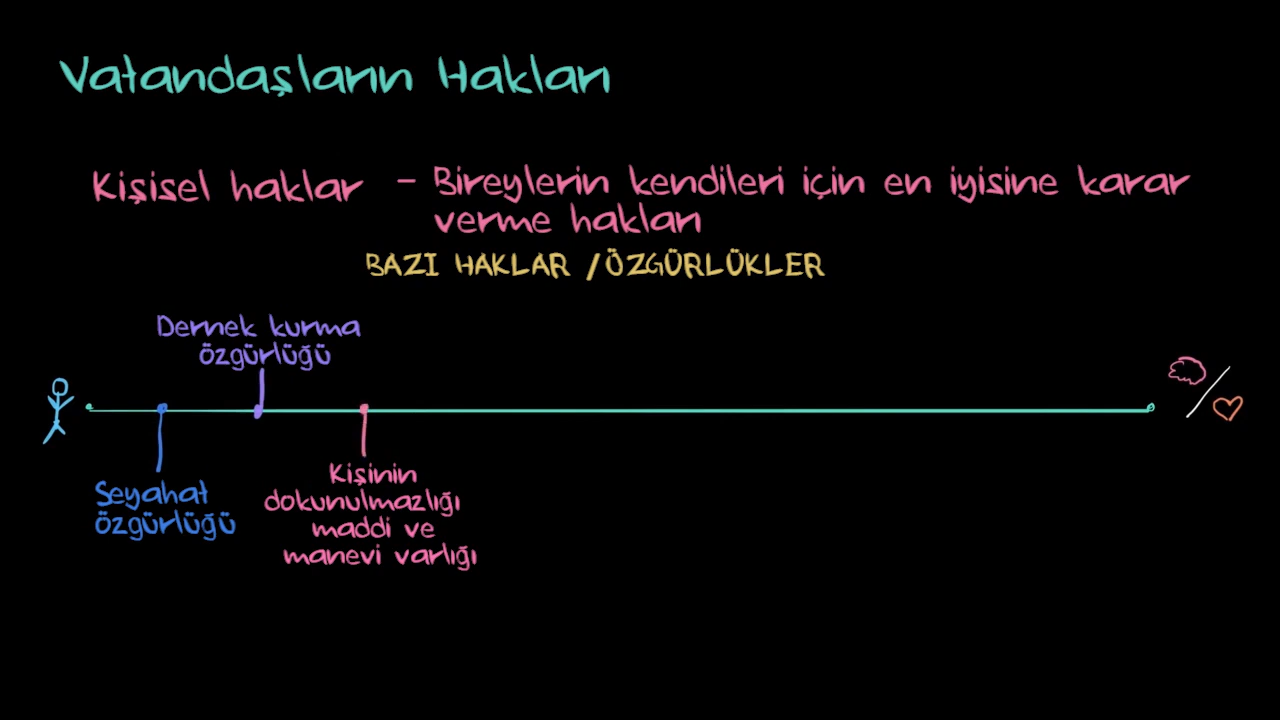 Vatandaşların Hakları
Kişisel haklar - Bireylerin kendileri için en iyisine karar
verme hakları
BAZI HAKLAR / ÖZGÜRLÜKLER
Dernek kurma
özgürlüğü
Seyahat
özgürlüğü
Kişinin
dokunulmazlığı
maddi ve
manevi varlığı